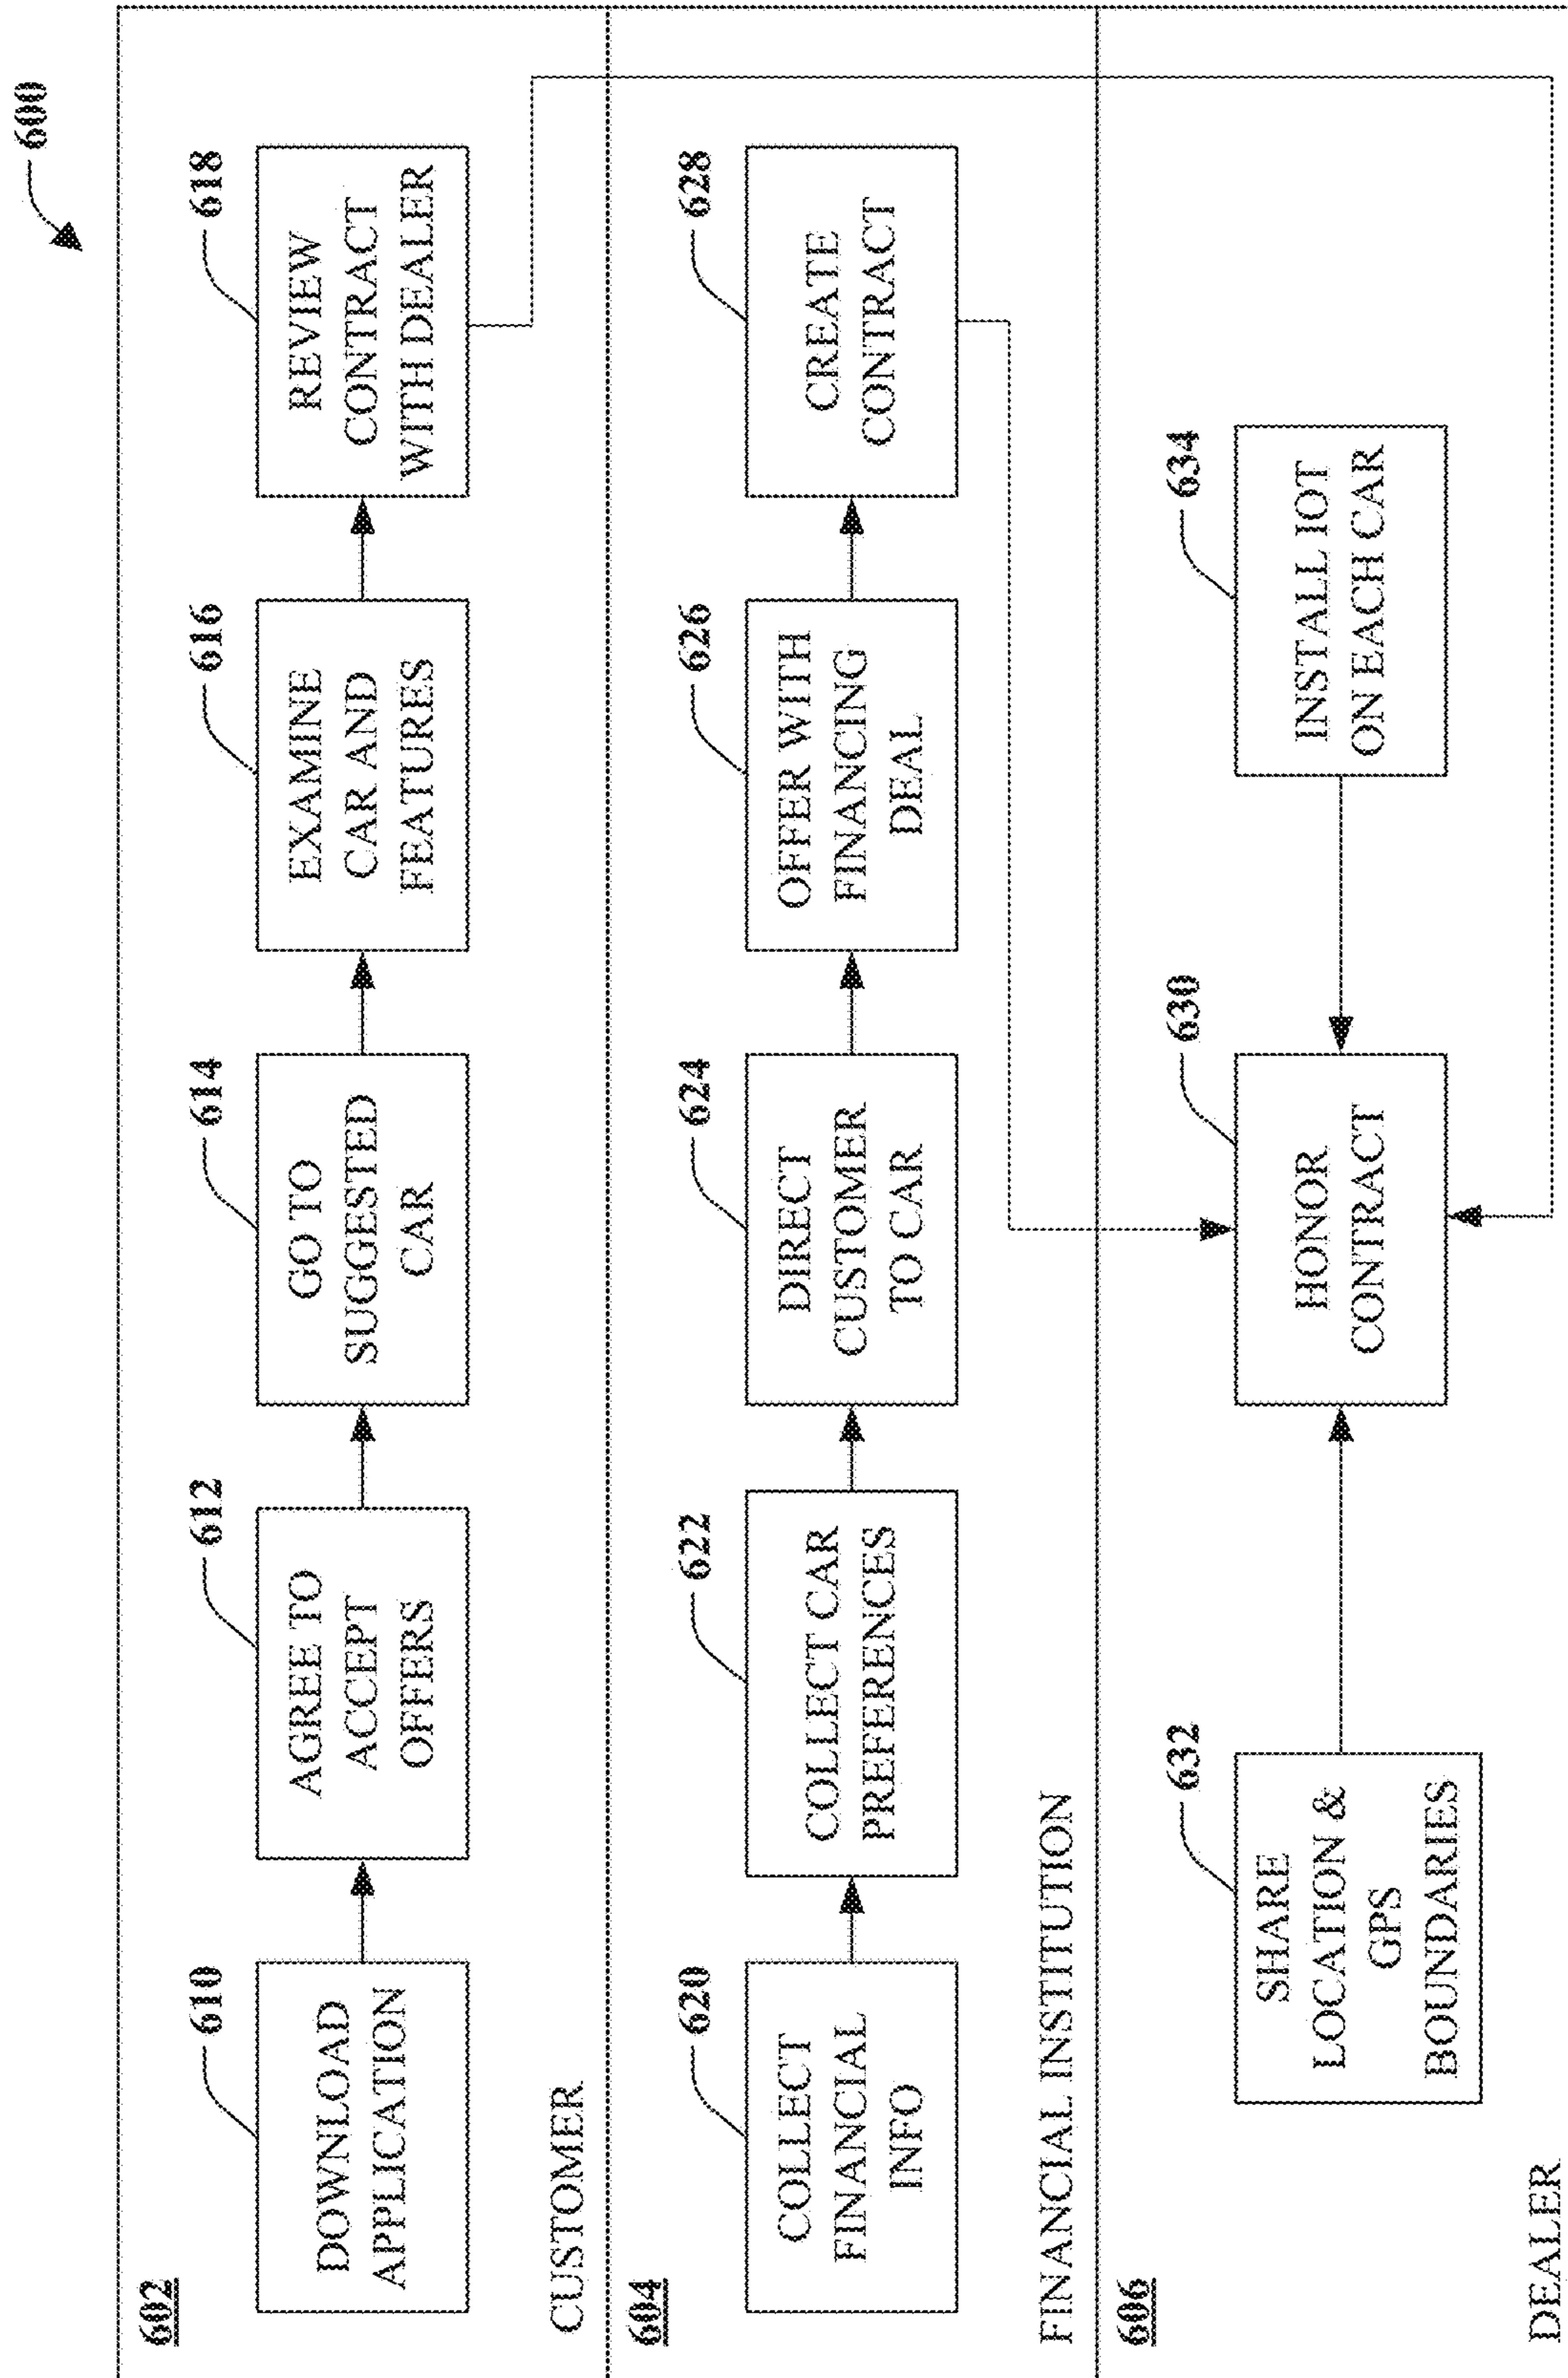 600
602
610
DOWNLOAD
APPLICATION
612
AGREE TO
ACCEPT
OFFERS
614
GO TO
SUGGESTED
CAR
616
EXAMINE
CAR AND
FEATURES
618
REVIEW
CONTRACT
WITH DEALER
CUSTOMER
604
620
COLLECT
FINANCIAL
INFO
622
COLLECT CAR
PREFERENCES
624
DIRECT
CUSTOMER
TO CAR
626
OFFER WITH
FINANCING
DEAL
628
CREATE
CONTRACT
FINANCIAL INSTITUTION
606
632
SHARE
LOCATION &
GPS
BOUNDARIES
630
HONOR
CONTRACT
634
INSTALL IOT
ON EACH CAR
DEALER